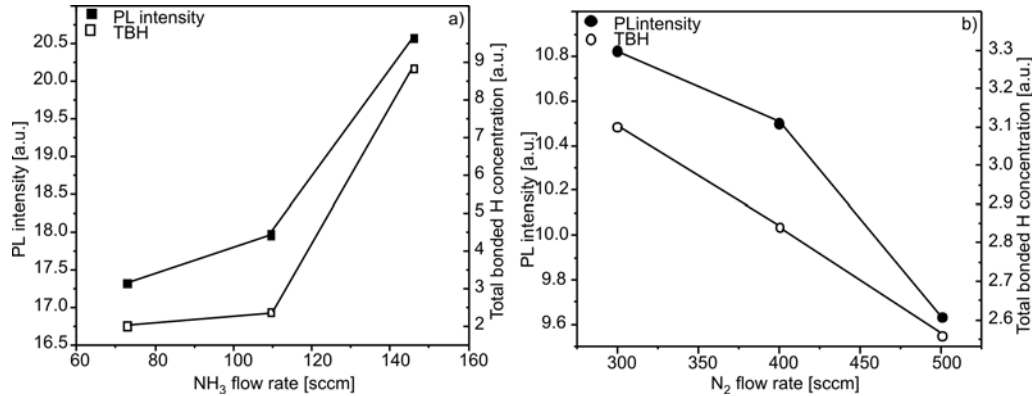 PL intensity
TBH
a)
20.5
20.0
19.5
19.0
18.5
18.0
17.5
17.0
16.5
PL intensity [a.u.]
9
8
7
6
5
4
3
2
Total bonded H concentration [a.u.]
60 80 100 120 140 160
NH3 flow rate [sccm]
PLintensity
TBH
b)
10.8
10.6
10.4
10.2
10.0
9.8
9.6
PL intensity [a.u.]
3.3
3.2
3.1
3.0
2.9
2.8
2.7
2.6
Total bonded H concentration [a.u.]
300 350 400 450 500
N2 flow rate [sccm]